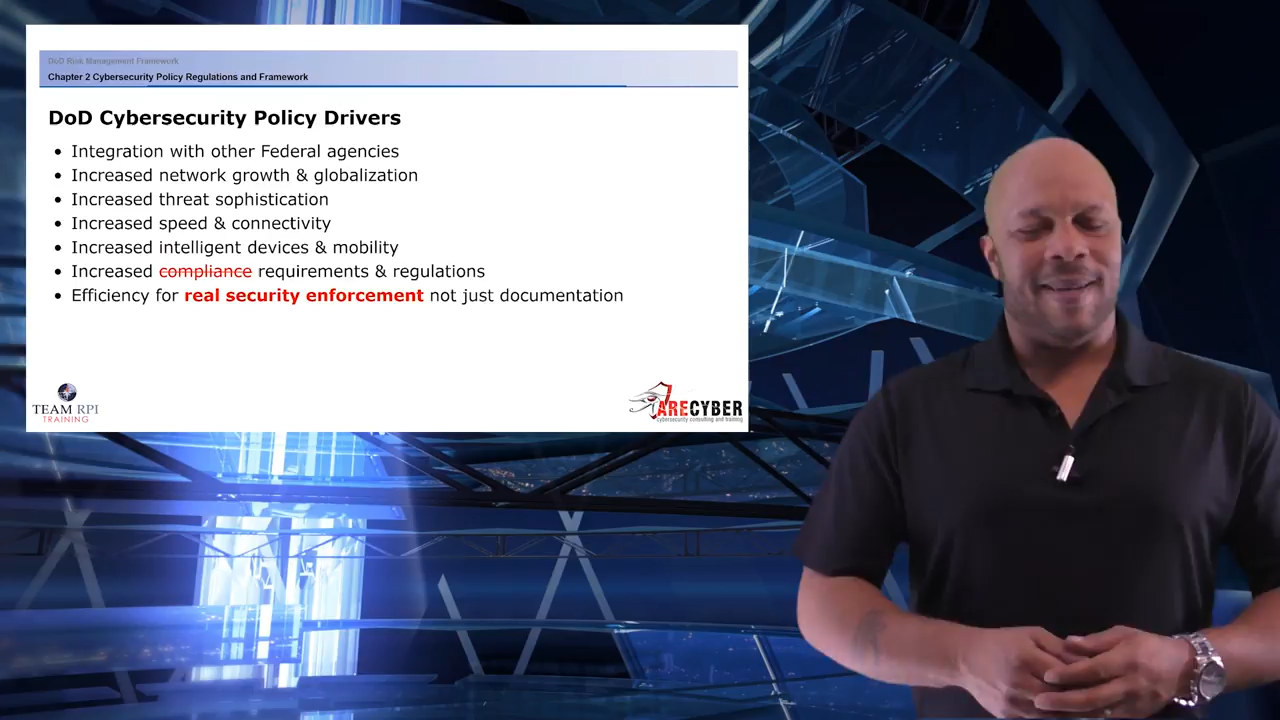 DoD Risk Management Framework
Chapter 2 Cybersecurity Policy Regulations and Framework
DoD Cybersecurity Policy Drivers
• Integration with other Federal agencies
• Increased network growth & globalization
• Increased threat sophistication
• Increased speed & connectivity
• Increased intelligent devices & mobility
• Increased compliance requirements & regulations
• Efficiency for real security enforcement not just documentation
TEAM RPI
TRAINING
ARECYBER
cybersecurity consulting and training